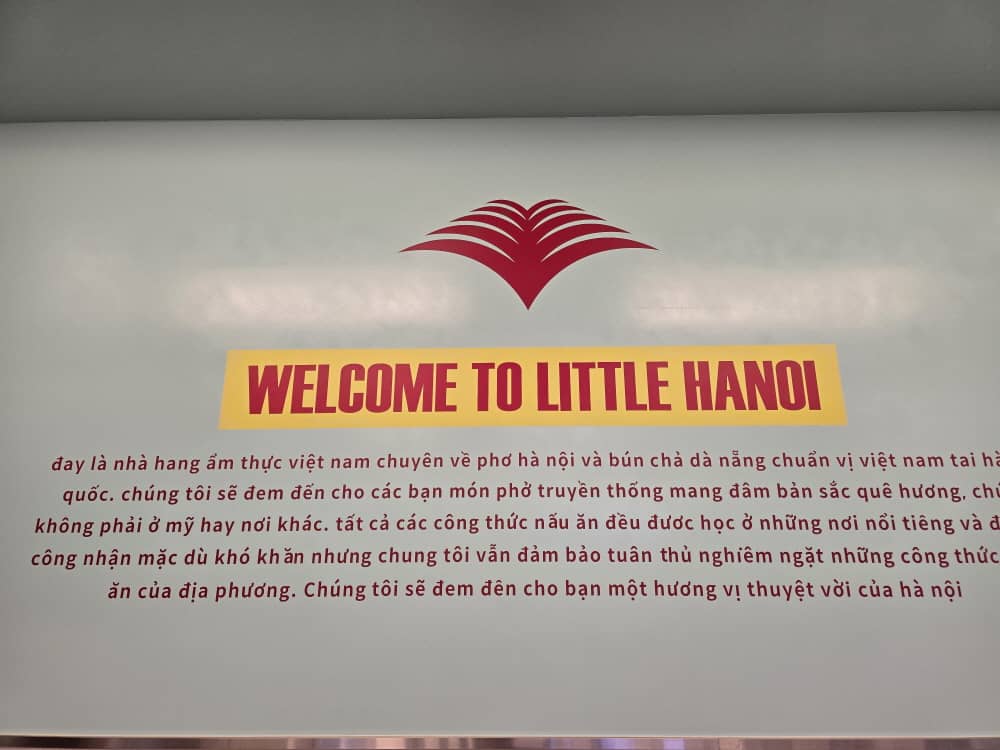 WELCOME TO LITTLE HANOI
đay là nhà hang ẩm thực việt nam chuyên về phơ hà nội và bún chả dà nẵng chuẩn vị việt nam tai
quốc. chúng tôi sẽ đem đến cho các bạn món phở truyền thống mang đâm bản sắc quê hương,
không phải ở mỹ hay nơi khác. tất cả các công thức nấu ăn đều đươc học ở những nơi nổi tiêng và
công nhận mặc dù khó khăn nhưng chung tôi vẫn đảm bảo tuân thủ nghiêm ngặt những công thức
ăn của địa phương. Chúng tôi sẽ đem đên cho bạn một hương vị thuyệt vời của hà nội